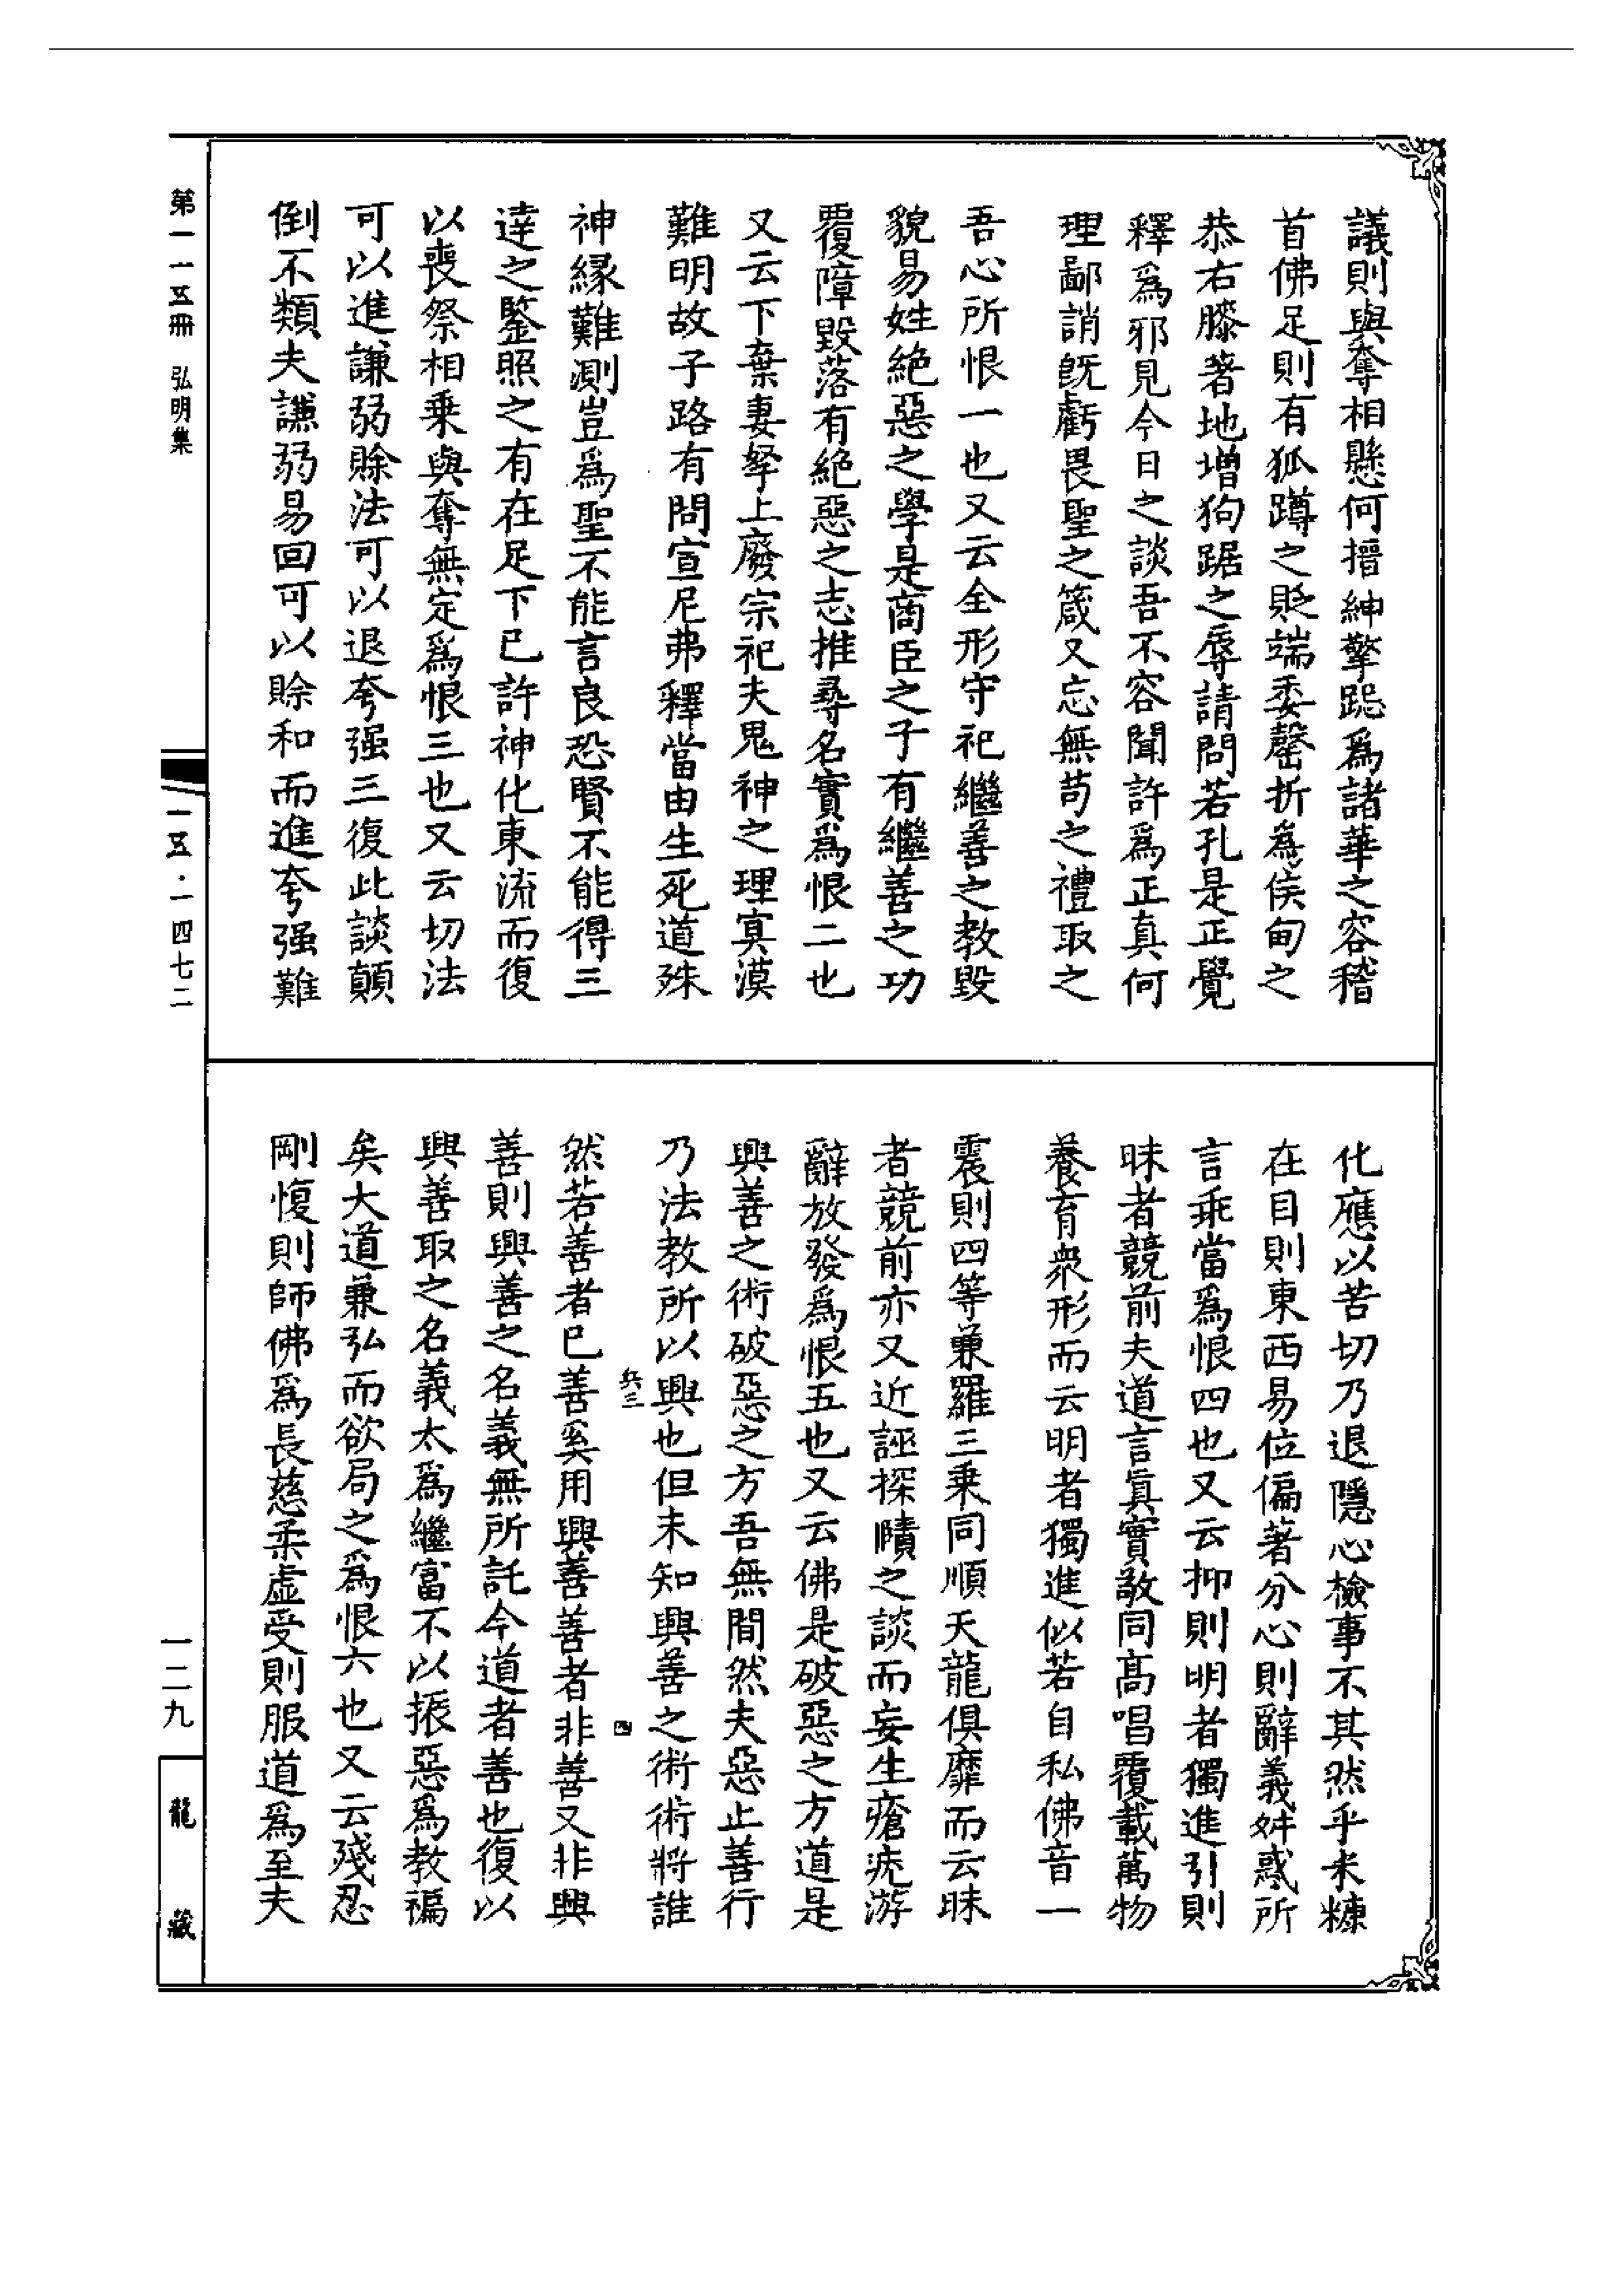 議則與奪相懸何搢紳擎跽爲諸華之容稽
首佛足則有狐蹲之貶端委罄折爲侯甸之
恭右膝著地增狗踞之辱請問若孔是正覺
釋爲邪見今日之談吾不容聞許爲正真何
理鄙誚旣虧畏聖之箴又忘無苟之禮取之
吾心所恨一也又云全形守祀繼善之教毀
貌易姓絕惡之學是商臣之子有繼善之功
覆障毀落有絕惡之志推尋名實爲恨二也
又云下棄妻孥上廢宗祀夫鬼神之理冥漠
難明故子路有問宣尼弗釋當由生死道殊
神緣難測豈爲聖不能言良恐賢不能得三
達之鑒照之有在足下已許神化東流而復
以喪祭相乗與奪無定爲恨三也又云切法
可以進謙弱賒法可以退夸强三復此談顛
倒不類夫謙弱易回可以賒和而進夸强難
化應以苦切乃退隱心檢事不其然乎米糠
在目則東西易位偏著分心則辭義舛惑所
言乖當爲恨四也又云抑則明者獨進引則
昧者競前夫道言真實敢同高唱覆載萬物
養育衆形而云明者獨進似若自私佛音一
震則四等兼羅三乗同順天龍俱靡而云昧
者競前亦又近誣探賾之談而妄生瘡疣游
辭放發爲恨五也又云佛是破惡之方道是
興善之術破惡之方吾無間然夫惡止善行
乃法教所以興也但未知興善之術術將誰
然若善者已善奚用興善善者非善又非興
善則興善之名義無所託今道者善也復以
興善取之名義太爲繼富不以振惡爲教褊
矣大道兼弘而欲局之爲恨六也又云殘忍
剛愎則師佛爲長慈柔虛受則服道爲至夫
兵三
第一一五冊 弘明集
一五·一四七二
一二九
龍藏